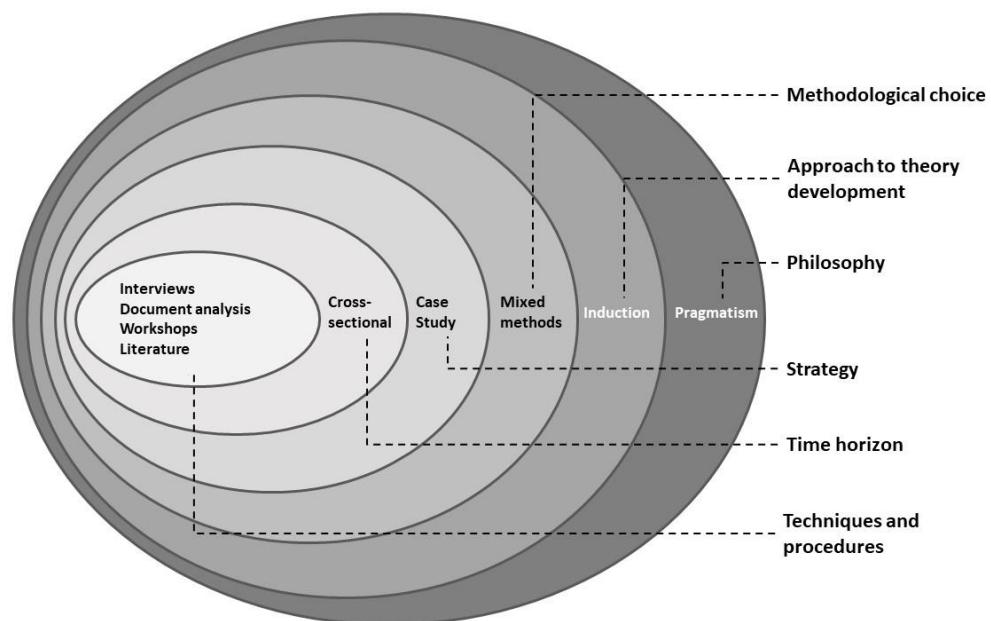 Methodological choice
Approach to theory
development
Philosophy
Interviews
Document analysis
Workshops
Literature
Cross-
sectional
Case
Study
Mixed
methods
Induction
Pragmatism
Strategy
Time horizon
Techniques and
procedures